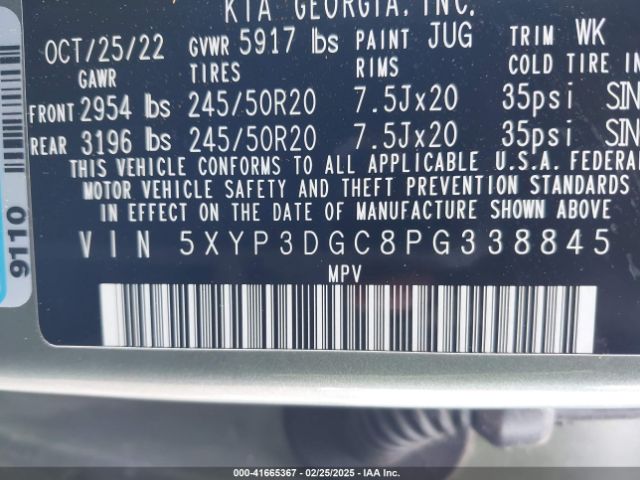 KIA GEORGIA, INC.
OCT/25/22 GVWR 5917 lbs PAINT JUG TRIM WK
GAWR TIRES RIMS COLD TIRE IN
FRONT 2954 lbs 245/50R20 7.5Jx20 35psi SIN
REAR 3196 lbs 245/50R20 7.5Jx20 35psi SIN
THIS VEHICLE CONFORMS TO ALL APPLICABLE U.S.A. FEDERAL
MOTOR VEHICLE SAFETY AND THEFT PREVENTION STANDARDS
IN EFFECT ON THE DATE OF MANUFACTURE SHOWN ABOVE.
VIN 5XYP3DGC8PG338845
MPV
9110
000-41665367 - 02/25/2025 - IAA Inc.